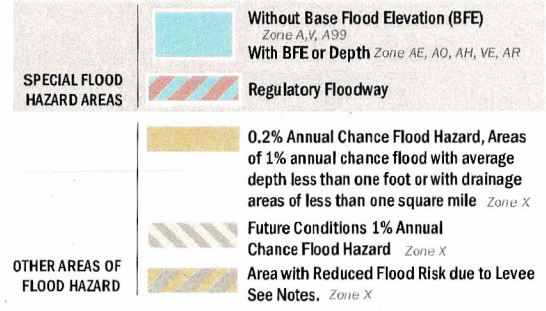 Without Base Flood Elevation (BFE)
Zone A,V, A99
With BFE or Depth Zone AE, AO, AH, VE, AR
SPECIAL FLOOD
HAZARD AREAS
Regulatory Floodway
0.2% Annual Chance Flood Hazard, Areas
of 1% annual chance flood with average
depth less than one foot or with drainage
areas of less than one square mile Zone X
Future Conditions 1% Annual
Chance Flood Hazard Zone X
OTHER AREAS OF
FLOOD HAZARD
Area with Reduced Flood Risk due to Levee
See Notes. Zone X